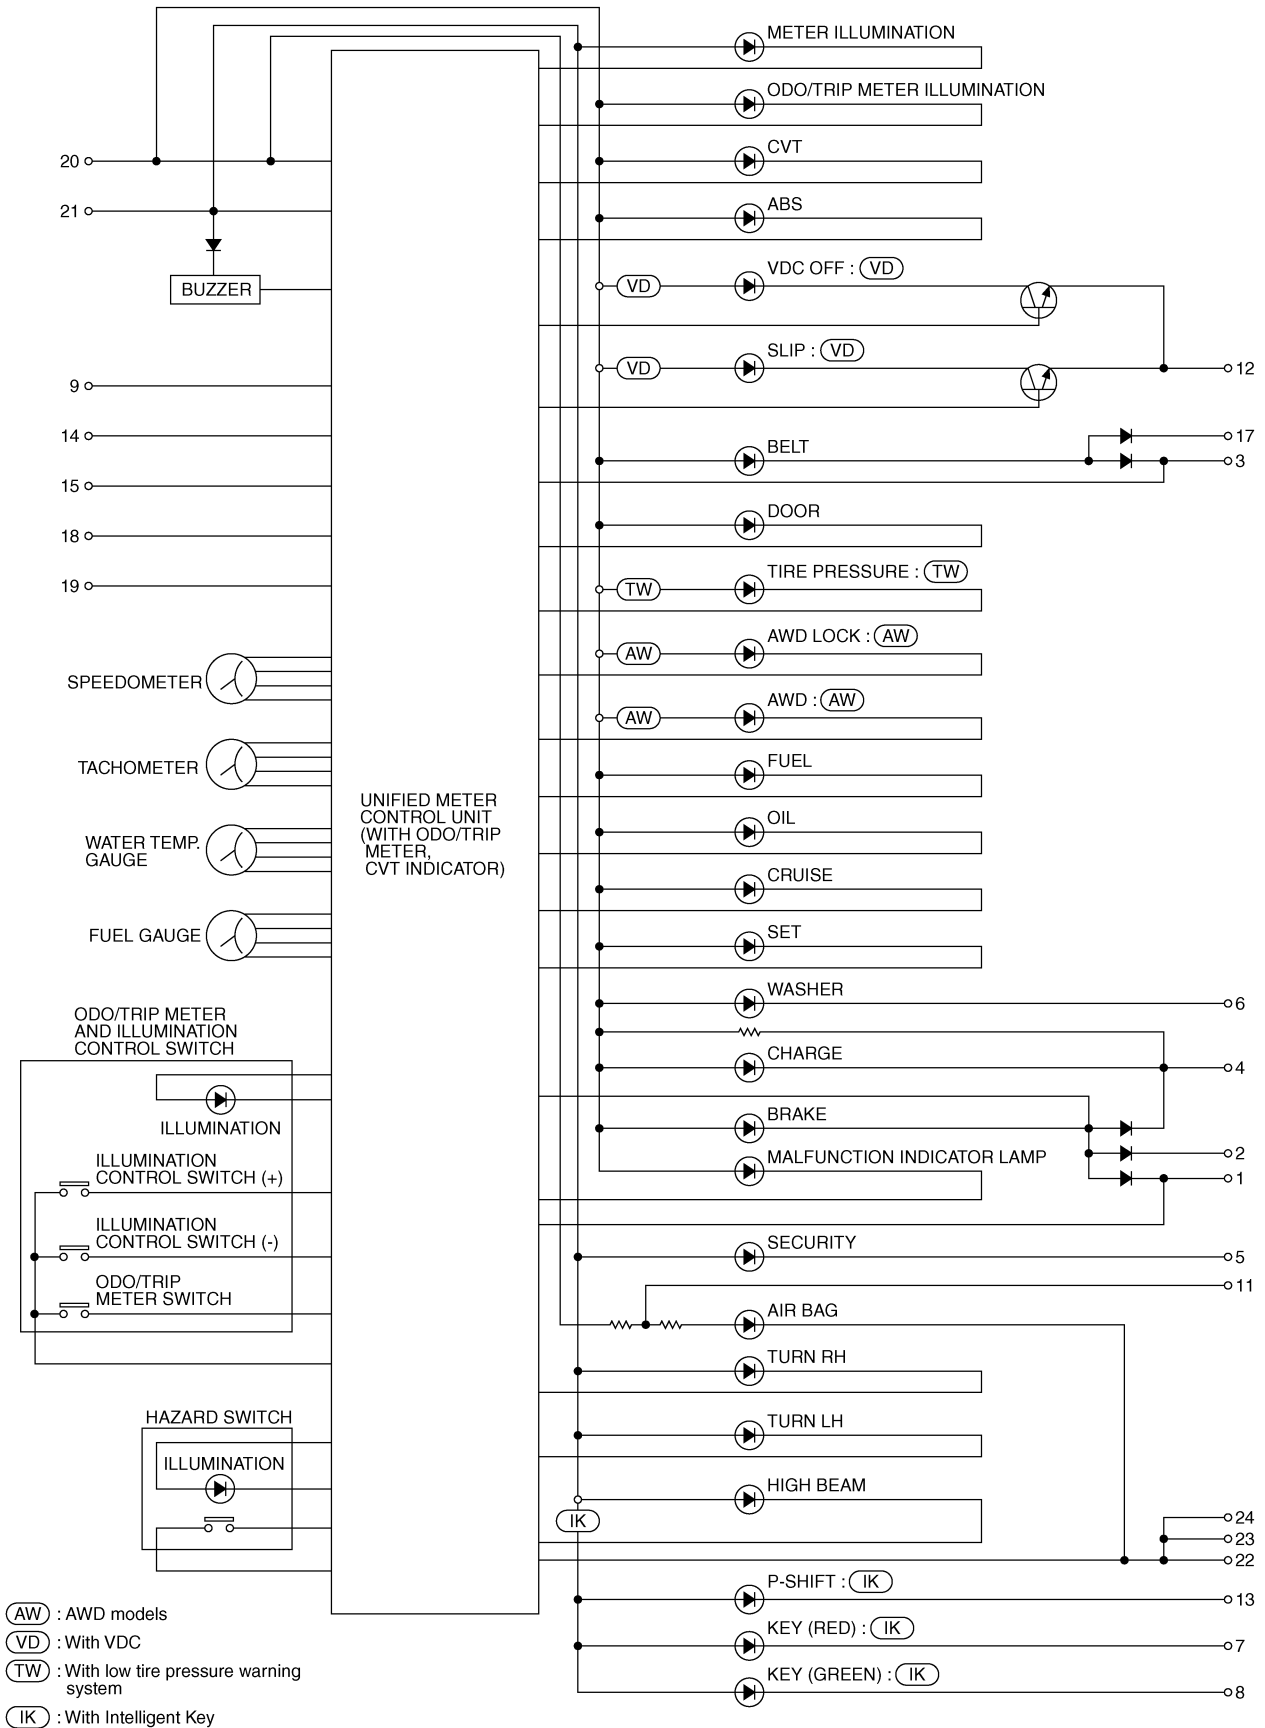 METER ILLUMINATION
ODO/TRIP METER ILLUMINATION
CVT
ABS
VDC OFF : VD
VD
SLIP : VD
VD
BELT
DOOR
TIRE PRESSURE : TW
TW
AWD LOCK : AW
AW
AWD : AW
AW
FUEL
OIL
CRUISE
SET
WASHER
CHARGE
BRAKE
MALFUNCTION INDICATOR LAMP
SECURITY
AIR BAG
TURN RH
TURN LH
HIGH BEAM
IK
P-SHIFT : IK
KEY (RED) : IK
KEY (GREEN) : IK
20
21
BUZZER
9
14
15
18
19
SPEEDOMETER
TACHOMETER
WATER TEMP.
GAUGE
FUEL GAUGE
UNIFIED METER
CONTROL UNIT
(WITH ODO/TRIP
METER,
CVT INDICATOR)
ODO/TRIP METER
AND ILLUMINATION
CONTROL SWITCH
ILLUMINATION
ILLUMINATION
CONTROL SWITCH (+)
ILLUMINATION
CONTROL SWITCH (-)
ODO/TRIP
METER SWITCH
HAZARD SWITCH
ILLUMINATION
12
17
3
6
4
2
1
5
11
24
23
22
13
7
8
AW : AWD models
VD : With VDC
TW : With low tire pressure warning
system
IK : With Intelligent Key